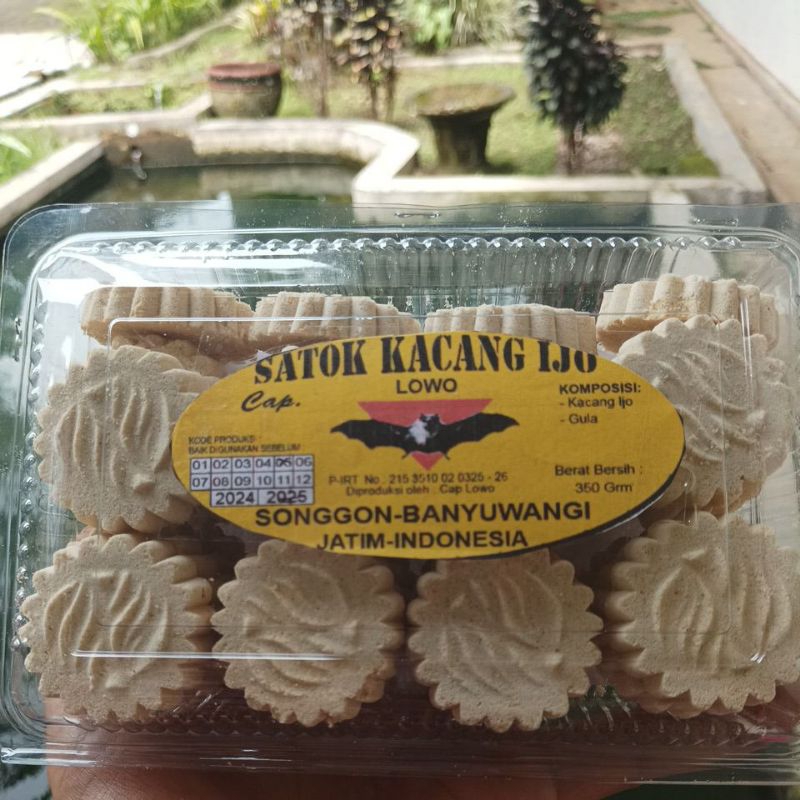 SATOK KACANG IJO
Cap.
LOWO
KOMPOSISI:
- Kacang Ijo
- Gula
KODE PRODUKSI :
BAIK DIGUNAKAN SEBELUM
01 02 03 04 05 06
07 08 09 10 11 12
2024 2025
P-IRT No : 215 3510 02 0325 - 26
Diproduksi oleh : Cap Lowo
Berat Bersih :
350 Grm
SONGGON-BANYUWANGI
JATIM-INDONESIA